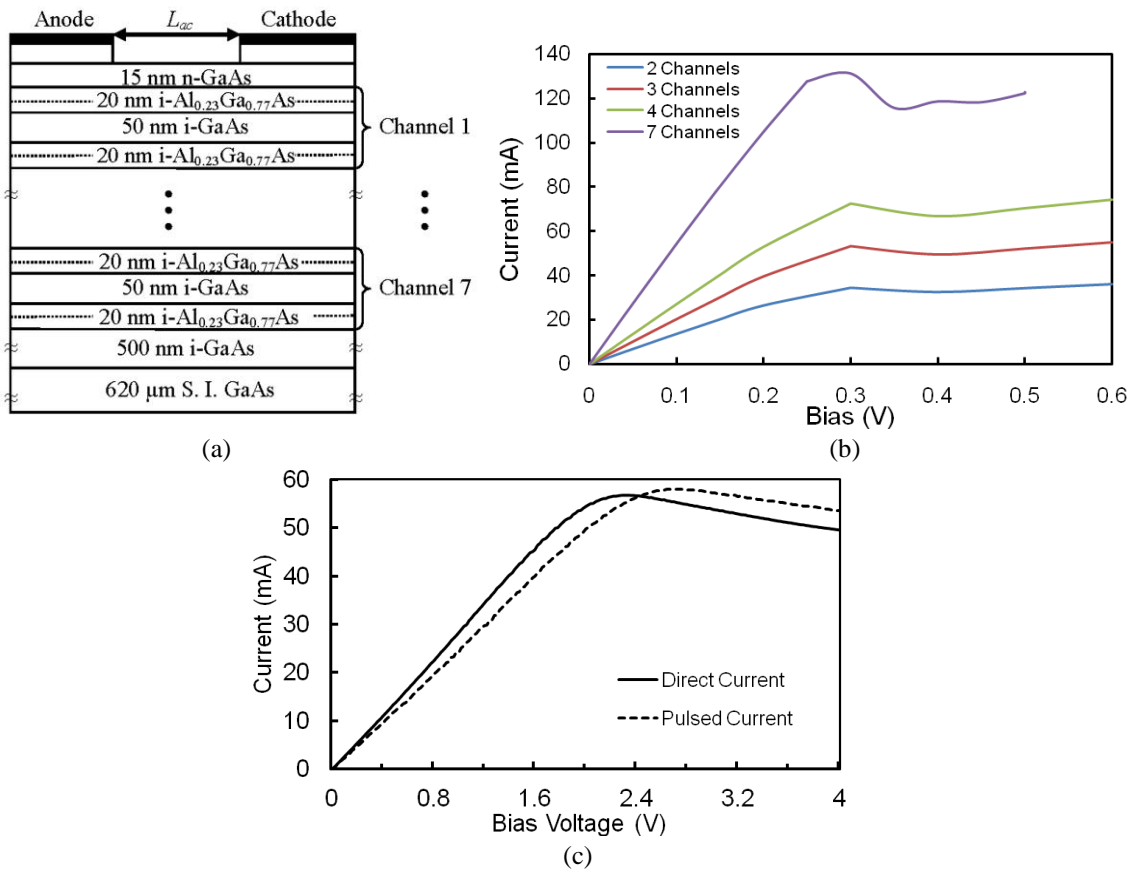 Anode
L_ac
Cathode
15 nm n-GaAs
20 nm i-Al₀.₂₃Ga₀.₇₇As
50 nm i-GaAs
20 nm i-Al₀.₂₃Ga₀.₇₇As
Channel 1
20 nm i-Al₀.₂₃Ga₀.₇₇As
50 nm i-GaAs
20 nm i-Al₀.₂₃Ga₀.₇₇As
Channel 7
500 nm i-GaAs
620 µm S. I. GaAs
(a)
140
120
100
80
60
40
20
0
Current (mA)
2 Channels
3 Channels
4 Channels
7 Channels
0 0.1 0.2 0.3 0.4 0.5 0.6
Bias (V)
(b)
60
50
40
30
20
10
0
Current (mA)
Direct Current
Pulsed Current
0 0.8 1.6 2.4 3.2 4
Bias Voltage (V)
(c)